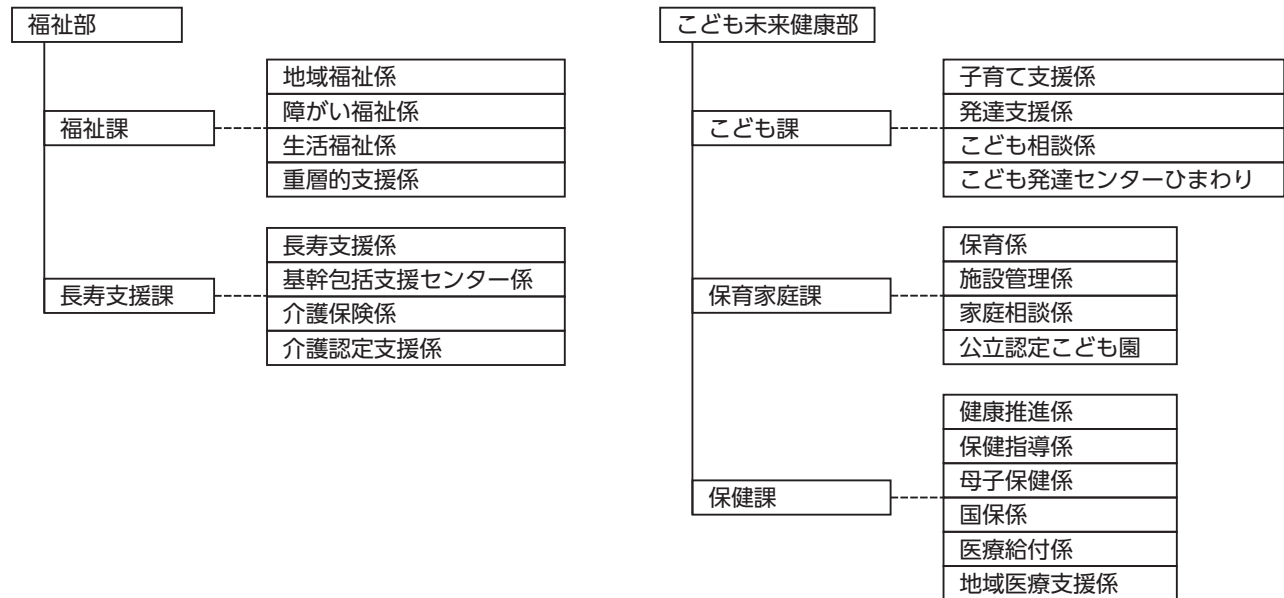 福祉部
福祉課
地域福祉係
障がい福祉係
生活福祉係
重層的支援係
長寿支援課
長寿支援係
基幹包括支援センター係
介護保険係
介護認定支援係
こども未来健康部
こども課
子育て支援係
発達支援係
こども相談係
こども発達センターひまわり
保育家庭課
保育係
施設管理係
家庭相談係
公立認定こども園
保健課
健康推進係
保健指導係
母子保健係
国保係
医療給付係
地域医療支援係